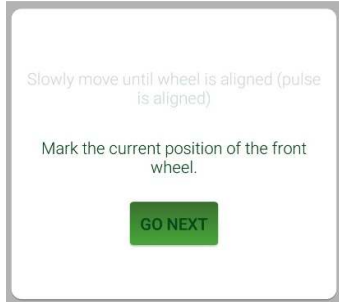 Slowly move until wheel is aligned (pulse
is aligned)
Mark the current position of the front
wheel.
GO NEXT